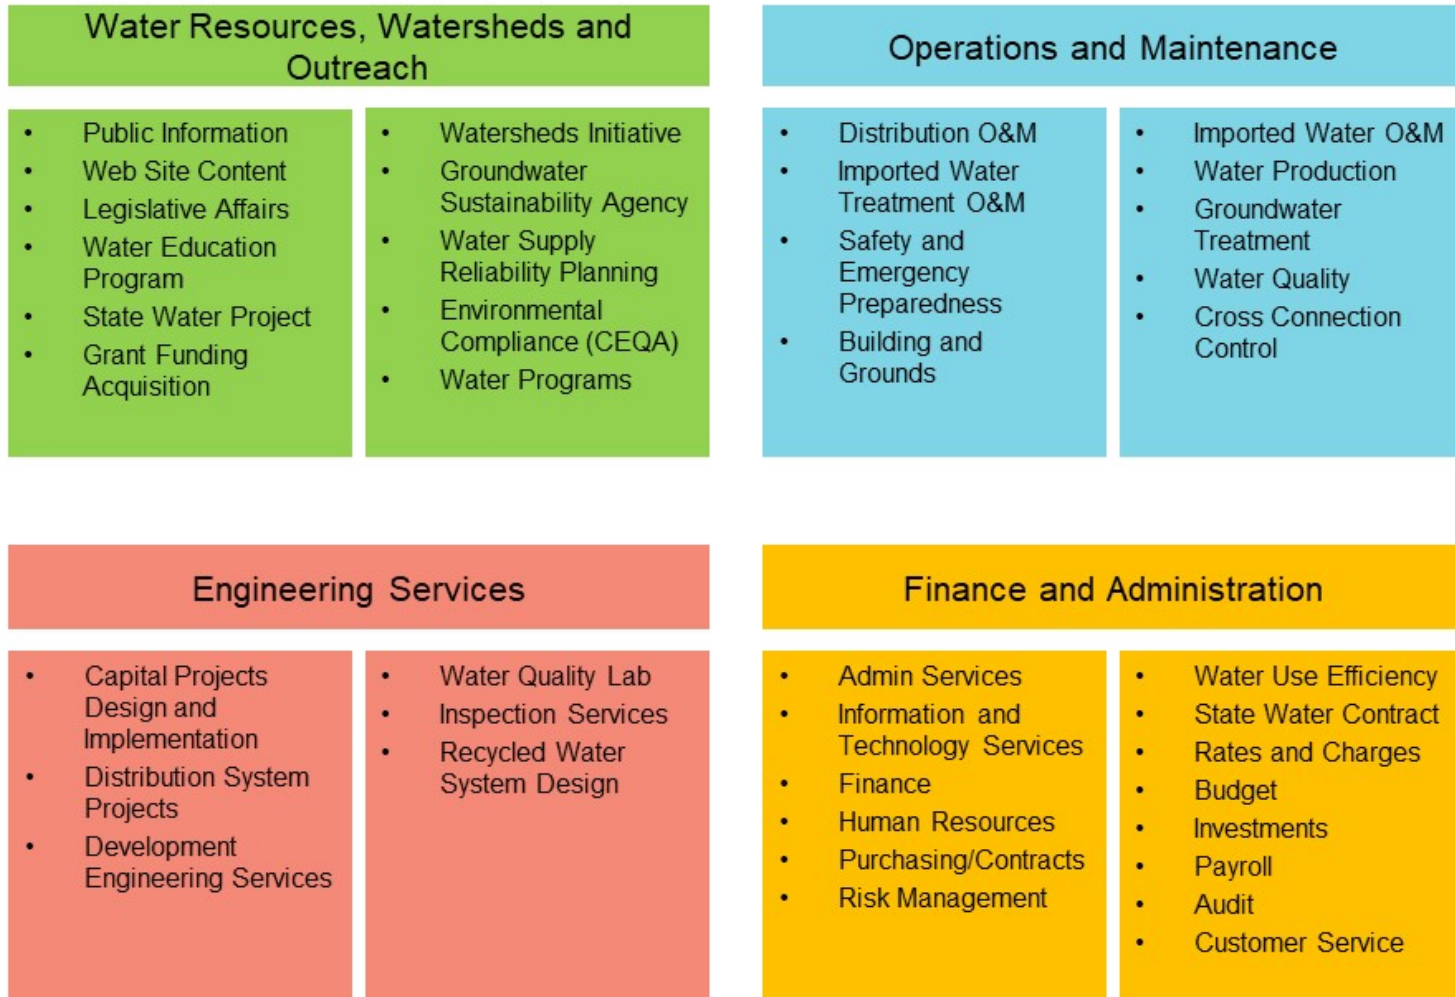 Water Resources, Watersheds and
Outreach
• Public Information
• Web Site Content
• Legislative Affairs
• Water Education
Program
• State Water Project
• Grant Funding
Acquisition
• Watersheds Initiative
• Groundwater
Sustainability Agency
• Water Supply
Reliability Planning
• Environmental
Compliance (CEQA)
• Water Programs
Operations and Maintenance
• Distribution O&M
• Imported Water
Treatment O&M
• Safety and
Emergency
Preparedness
• Building and
Grounds
• Imported Water O&M
• Water Production
• Groundwater
Treatment
• Water Quality
• Cross Connection
Control
Engineering Services
• Capital Projects
Design and
Implementation
• Distribution System
Projects
• Development
Engineering Services
• Water Quality Lab
• Inspection Services
• Recycled Water
System Design
Finance and Administration
• Admin Services
• Information and
Technology Services
• Finance
• Human Resources
• Purchasing/Contracts
• Risk Management
• Water Use Efficiency
• State Water Contract
• Rates and Charges
• Budget
• Investments
• Payroll
• Audit
• Customer Service